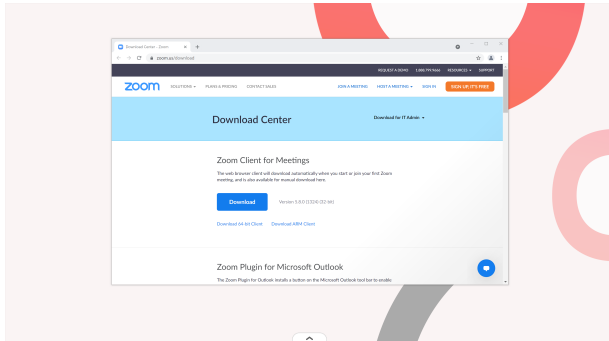 Download Center - Zoom
zoom.us/download
REQUEST A DEMO 1.888.799.9666 RESOURCES SUPPORT
zoom SOLUTIONS PLANS & PRICING CONTACT SALES JOIN A MEETING HOST A MEETING SIGN IN SIGN UP, IT'S FREE
Download Center Download for IT Admin
Zoom Client for Meetings
The web browser client will download automatically when you start or join your first Zoom
meeting, and is also available for manual download here.
Download Version 5.8.0 (1324) (32-bit)
Download 64-bit Client Download ARM Client
Zoom Plugin for Microsoft Outlook
The Zoom Plugin for Outlook installs a button on the Microsoft Outlook tool bar to enable